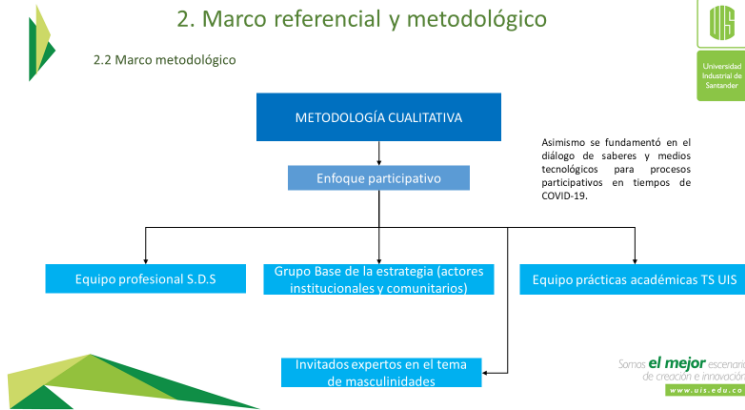 2. Marco referencial y metodológico
Universidad
Industrial de
Santander
2.2 Marco metodológico
METODOLOGÍA CUALITATIVA
Asimismo se fundamentó en el
diálogo de saberes y medios
tecnológicos para procesos
participativos en tiempos de
COVID-19.
Enfoque participativo
Equipo profesional S.D.S
Grupo Base de la estrategia (actores
institucionales y comunitarios)
Equipo prácticas académicas TS UIS
Invitados expertos en el tema
de masculinidades
Somos el mejor escenario
de creación e innovación
www.uis.edu.co